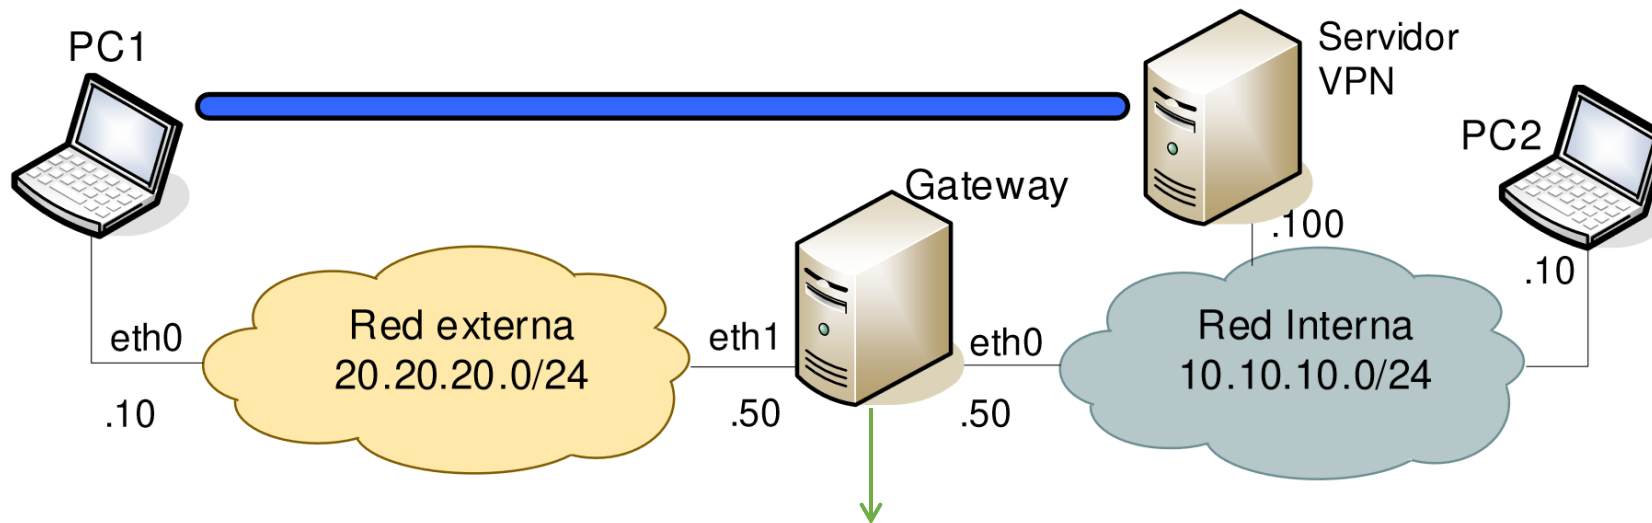 PC1
Servidor
VPN
PC2
Gateway
.100
.10
Red externa
20.20.20.0/24
Red Interna
10.10.10.0/24
eth0
eth1
eth0
.10
.50
.50